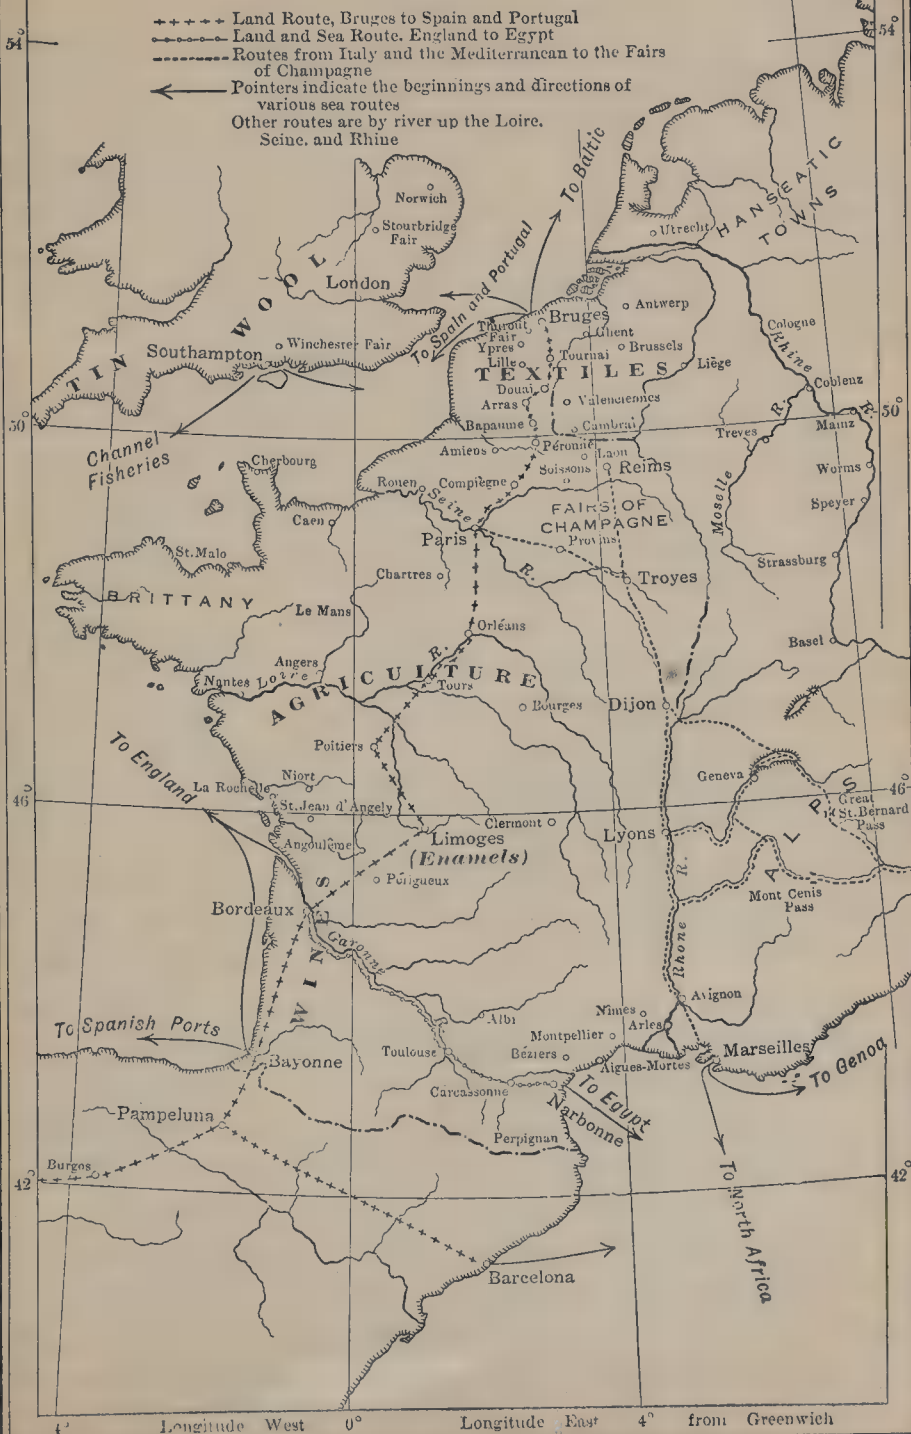 Land Route, Bruges to Spain and Portugal
Land and Sea Route. England to Egypt
Routes from Italy and the Mediterranean to the Fairs
of Champagne
Pointers indicate the beginnings and directions of
various sea routes
Other routes are by river up the Loire,
Seine, and Rhine
54°
54°
To Baltic
HANSEATIC
TOWNS
Norwich
Stourbridge
Fair
Utrecht
London
To Spain and Portugal
WOOL
TIN
Antwerp
Bruges
Thurout
Fair
Ghent
Ypres
Brussels
Cologne
Rhine
R.
Winchester Fair
Southampton
Lille
Tournai
Liège
TEXTILES
Douai
Coblenz
Arras
Valenciennes
50°
50°
Bapaume
Cambrai
Treves
Mainz
Channel
Fisheries
Amiens
Péronne
Laon
Cherbourg
Soissons
Reims
Worms
Rouen
Compiègne
Seine
R.
Moselle
R.
Speyer
Caen
FAIRS OF
CHAMPAGNE
Paris
Provins
St. Malo
Strassburg
Chartres
Troyes
BRITTANY
Le Mans
Orléans
Basel
Angers
Nantes
Loire
R.
AGRICULTURE
Tours
Bourges
Dijon
Poitiers
To England
Geneva
La Rochelle
Niort
46°
46°
St. Jean d'Angely
Great
St. Bernard
Pass
ALPS
Clermont
Lyons
Angoulême
Limoges
(Enamels)
Périgueux
Mont Cenis
Pass
Bordeaux
WINES
Garonne
R.
Rhone
R.
Avignon
Albi
Nîmes
Arles
To Spanish Ports
Montpellier
Toulouse
Béziers
Marseilles
Bayonne
Aigues-Mortes
To Genoa
Carcassonne
To Egypt
Narbonne
Pampeluna
Perpignan
Burgos
42°
42°
To North Africa
Barcelona
4°
Longitude West
0°
Longitude East
4°
from Greenwich